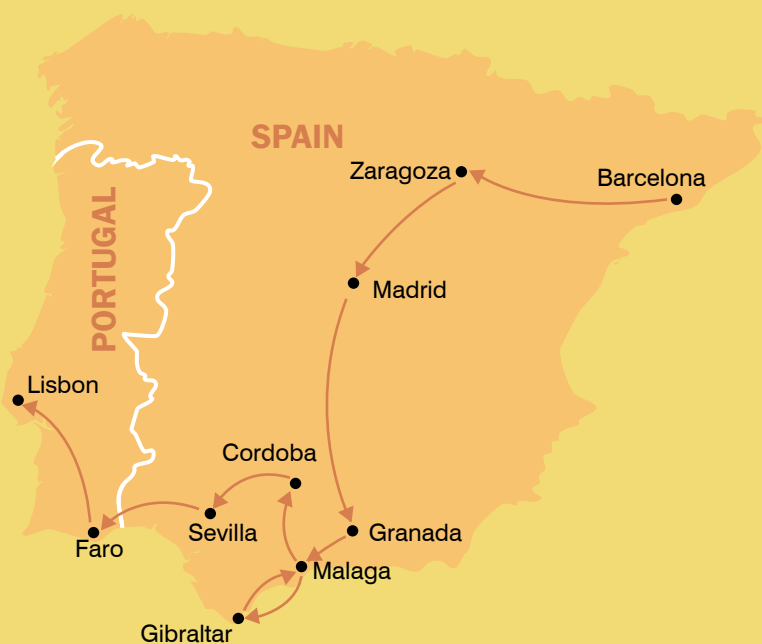 SPAIN
Zaragoza
Barcelona
PORTUGAL
Madrid
Lisbon
Cordoba
Sevilla
Granada
Faro
Malaga
Gibraltar